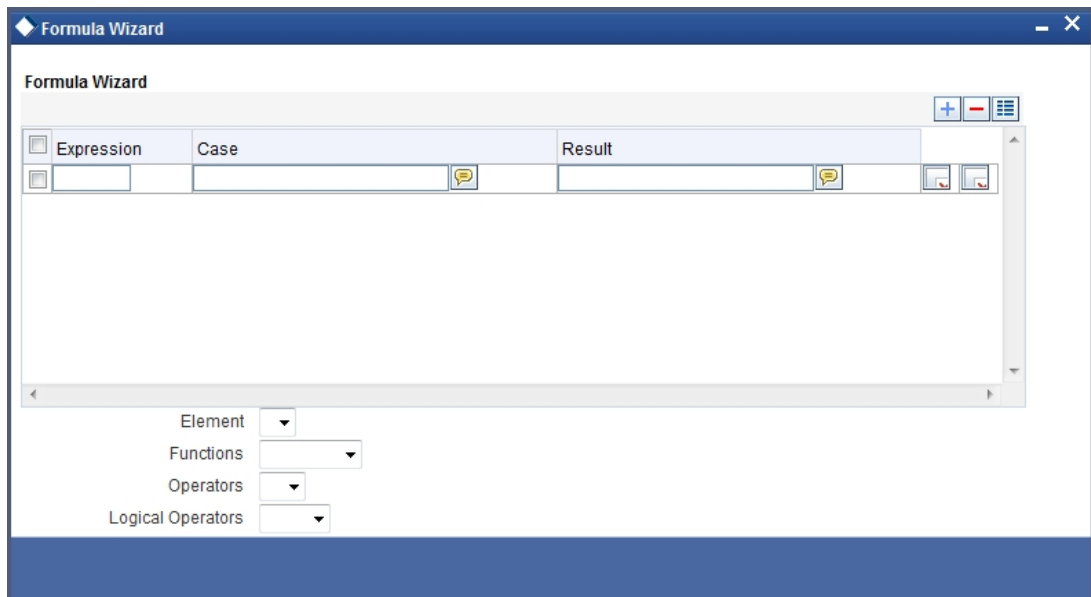 Formula Wizard
Formula Wizard
Expression Case Result
Element
Functions
Operators
Logical Operators